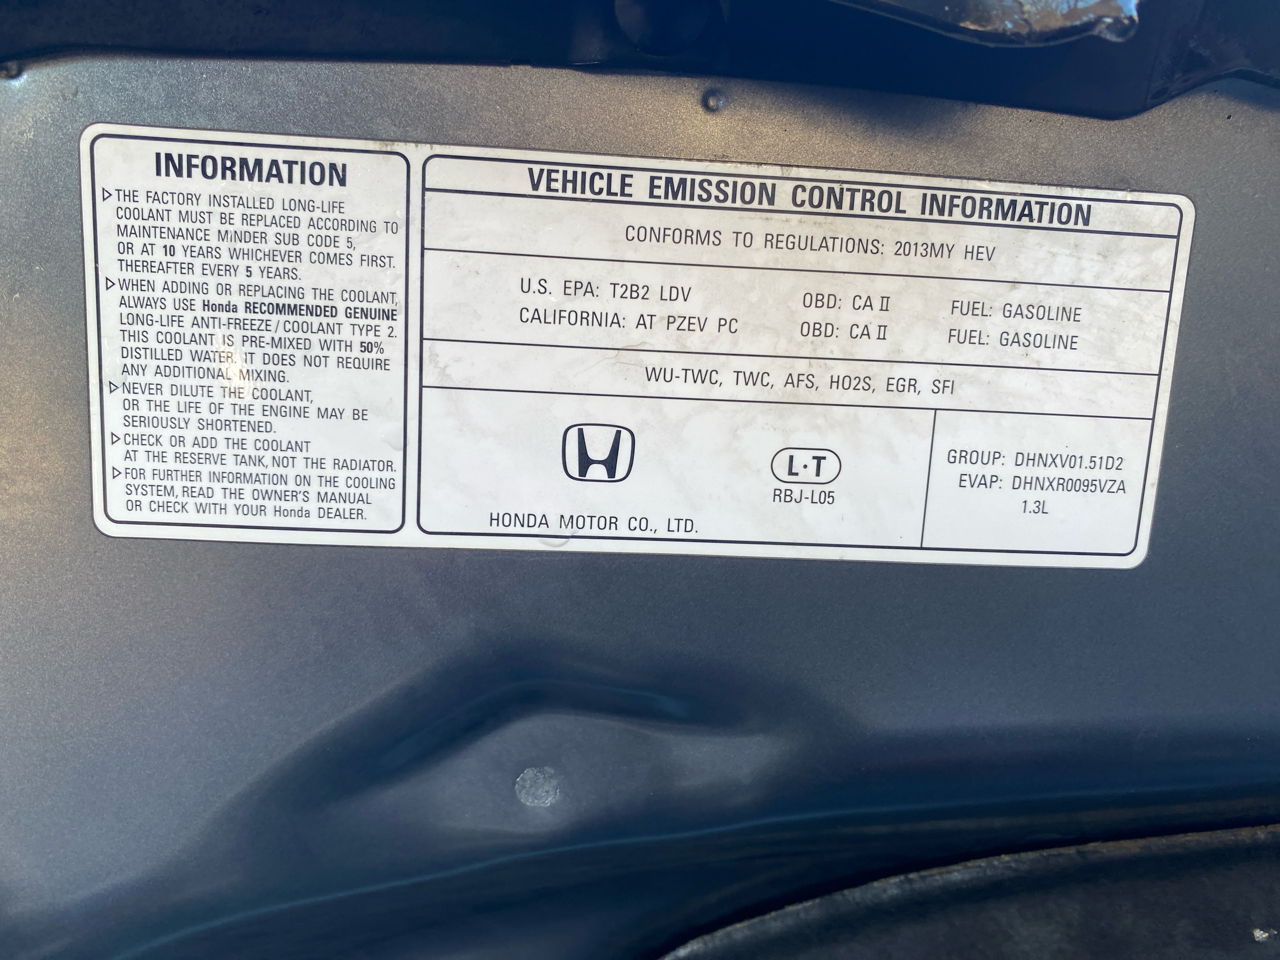 INFORMATION
▷THE FACTORY INSTALLED LONG-LIFE
COOLANT MUST BE REPLACED ACCORDING TO
MAINTENANCE MINDER SUB CODE 5,
OR AT 10 YEARS WHICHEVER COMES FIRST.
THEREAFTER EVERY 5 YEARS.
▷WHEN ADDING OR REPLACING THE COOLANT,
ALWAYS USE Honda RECOMMENDED GENUINE
LONG-LIFE ANTI-FREEZE/COOLANT TYPE 2.
THIS COOLANT IS PRE-MIXED WITH 50%
DISTILLED WATER. IT DOES NOT REQUIRE
ANY ADDITIONAL MIXING.
▷NEVER DILUTE THE COOLANT,
OR THE LIFE OF THE ENGINE MAY BE
SERIOUSLY SHORTENED.
▷CHECK OR ADD THE COOLANT
AT THE RESERVE TANK, NOT THE RADIATOR.
▷FOR FURTHER INFORMATION ON THE COOLING
SYSTEM, READ THE OWNER'S MANUAL
OR CHECK WITH YOUR Honda DEALER.
VEHICLE EMISSION CONTROL INFORMATION
CONFORMS TO REGULATIONS: 2013MY HEV
U.S. EPA: T2B2 LDV OBD: CA II FUEL: GASOLINE
CALIFORNIA: AT PZEV PC OBD: CA II FUEL: GASOLINE
WU-TWC, TWC, AFS, HO2S, EGR, SFI
HONDA MOTOR CO., LTD.
L·T
RBJ-L05
GROUP: DHNXV01.51D2
EVAP: DHNXR0095VZA
1.3L